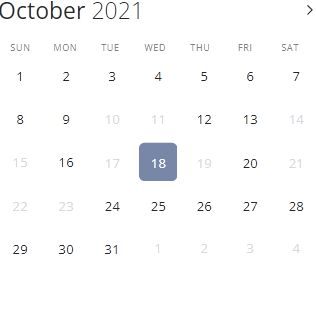 October 2021
SUN MON TUE WED THU FRI SAT
1 2 3 4 5 6 7
8 9 10 11 12 13 14
15 16 17 18 19 20 21
22 23 24 25 26 27 28
29 30 31 1 2 3 4